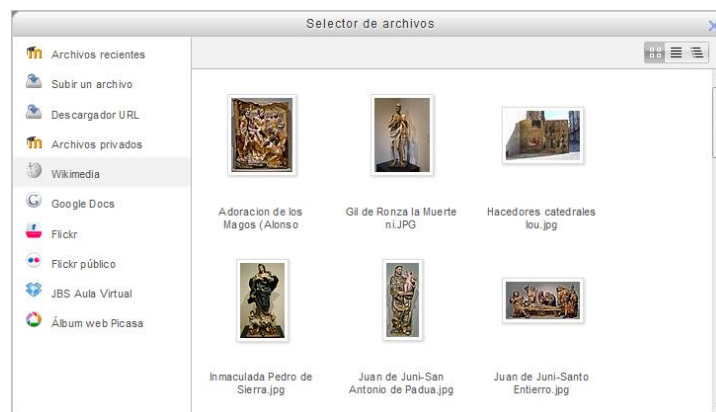 Selector de archivos
Archivos recientes
Subir un archivo
Descargador URL
Archivos privados
Wikimedia
Google Docs
Flickr
Flickr público
JBS Aula Virtual
Álbum web Picasa
Adoracion de los
Magos (Alonso
Gil de Ronza la Muerte
ni.JPG
Hacedores catedrales
lou.jpg
Inmaculada Pedro de
Sierra.jpg
Juan de Juni-San
Antonio de Padua.jpg
Juan de Juni-Santo
Entierro.jpg